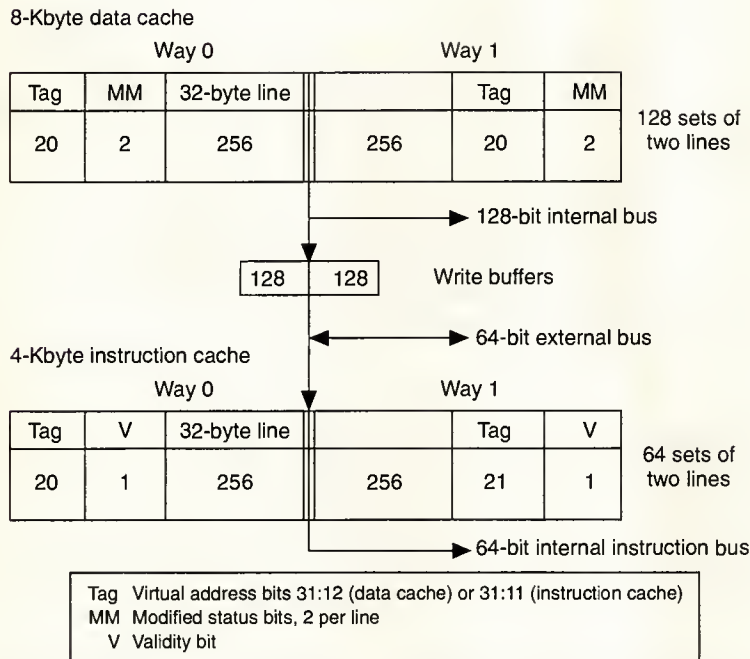 8-Kbyte data cache
Way 0 Way 1
Tag MM 32-byte line Tag MM
20 2 256 256 20 2
128 sets of
two lines
128-bit internal bus
128 128 Write buffers
64-bit external bus
4-Kbyte instruction cache
Way 0 Way 1
Tag V 32-byte line Tag V
20 1 256 256 21 1
64 sets of
two lines
64-bit internal instruction bus
Tag Virtual address bits 31:12 (data cache) or 31:11 (instruction cache)
MM Modified status bits, 2 per line
V Validity bit